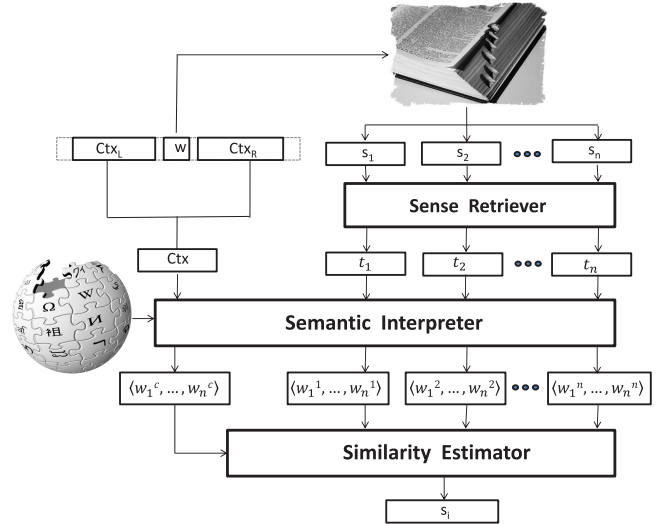 Ctx_L w Ctx_R
s_1 s_2 s_n
Sense Retriever
Ctx
t_1 t_2 t_n
Ω W И 祖
Semantic Interpreter
⟨w_1^c, … , w_n^c⟩ ⟨w_1^1, … , w_n^1⟩ ⟨w_1^2, … , w_n^2⟩ ⟨w_1^n, … , w_n^n⟩
Similarity Estimator
s_i